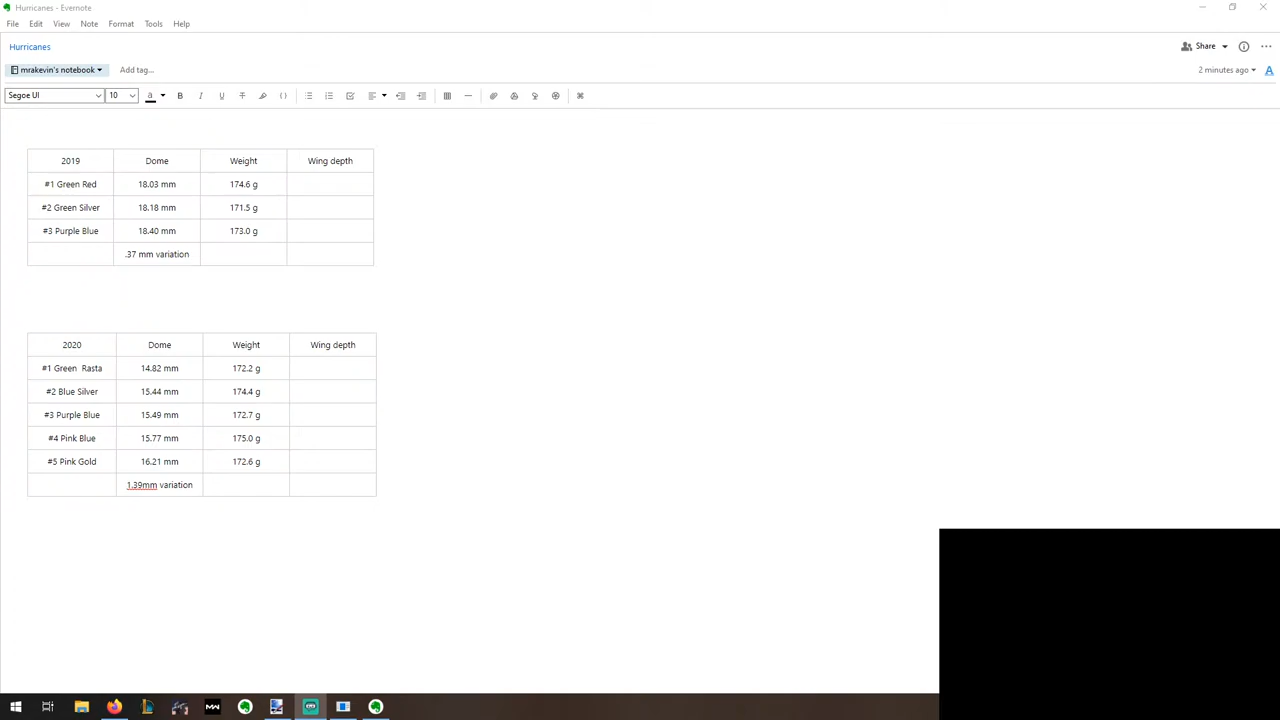 Hurricanes - Evernote
File Edit View Note Format Tools Help
Hurricanes
Share
mrakevin's notebook
Add tag...
2 minutes ago
Segoe UI 10
2019 Dome Weight Wing depth
#1 Green Red 18.03 mm 174.6 g
#2 Green Silver 18.18 mm 171.5 g
#3 Purple Blue 18.40 mm 173.0 g
.37 mm variation
2020 Dome Weight Wing depth
#1 Green Rasta 14.82 mm 172.2 g
#2 Blue Silver 15.44 mm 174.4 g
#3 Purple Blue 15.49 mm 172.7 g
#4 Pink Blue 15.77 mm 175.0 g
#5 Pink Gold 16.21 mm 172.6 g
1.39mm variation
MW